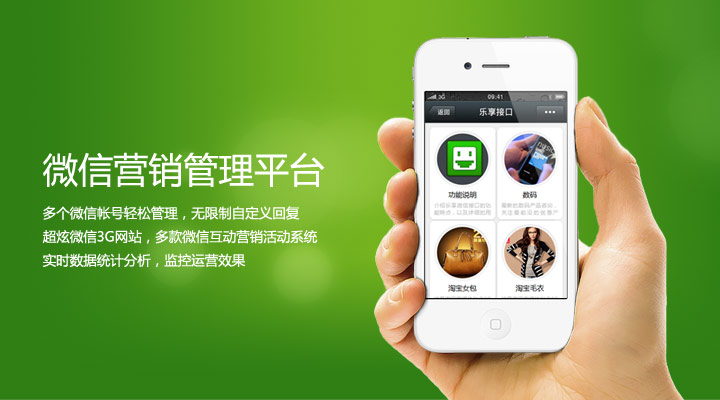 微信营销管理平台
多个微信帐号轻松管理，无限制自定义回复
超炫微信3G网站，多款微信互动营销活动系统
实时数据统计分析，监控运营效果
3G 09:41
返回 乐享接口
功能说明
数码
淘宝女包
淘宝毛衣